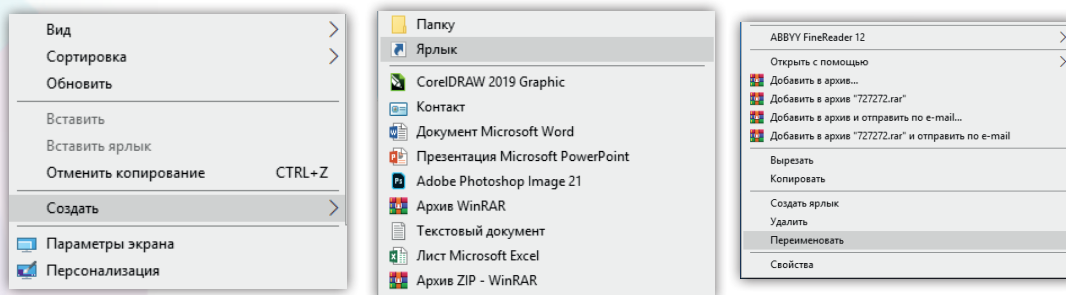 Вид
Сортировка
Обновить
Вставить
Вставить ярлык
Отменить копирование CTRL+Z
Создать
Параметры экрана
Персонализация
Папку
Ярлык
CorelDRAW 2019 Graphic
Контакт
Документ Microsoft Word
Презентация Microsoft PowerPoint
Adobe Photoshop Image 21
Архив WinRAR
Текстовый документ
Лист Microsoft Excel
Архив ZIP - WinRAR
ABBYY FineReader 12
Открыть с помощью
Добавить в архив...
Добавить в архив "727272.rar"
Добавить в архив и отправить по e-mail...
Добавить в архив "727272.rar" и отправить по e-mail
Вырезать
Копировать
Создать ярлык
Удалить
Переименовать
Свойства